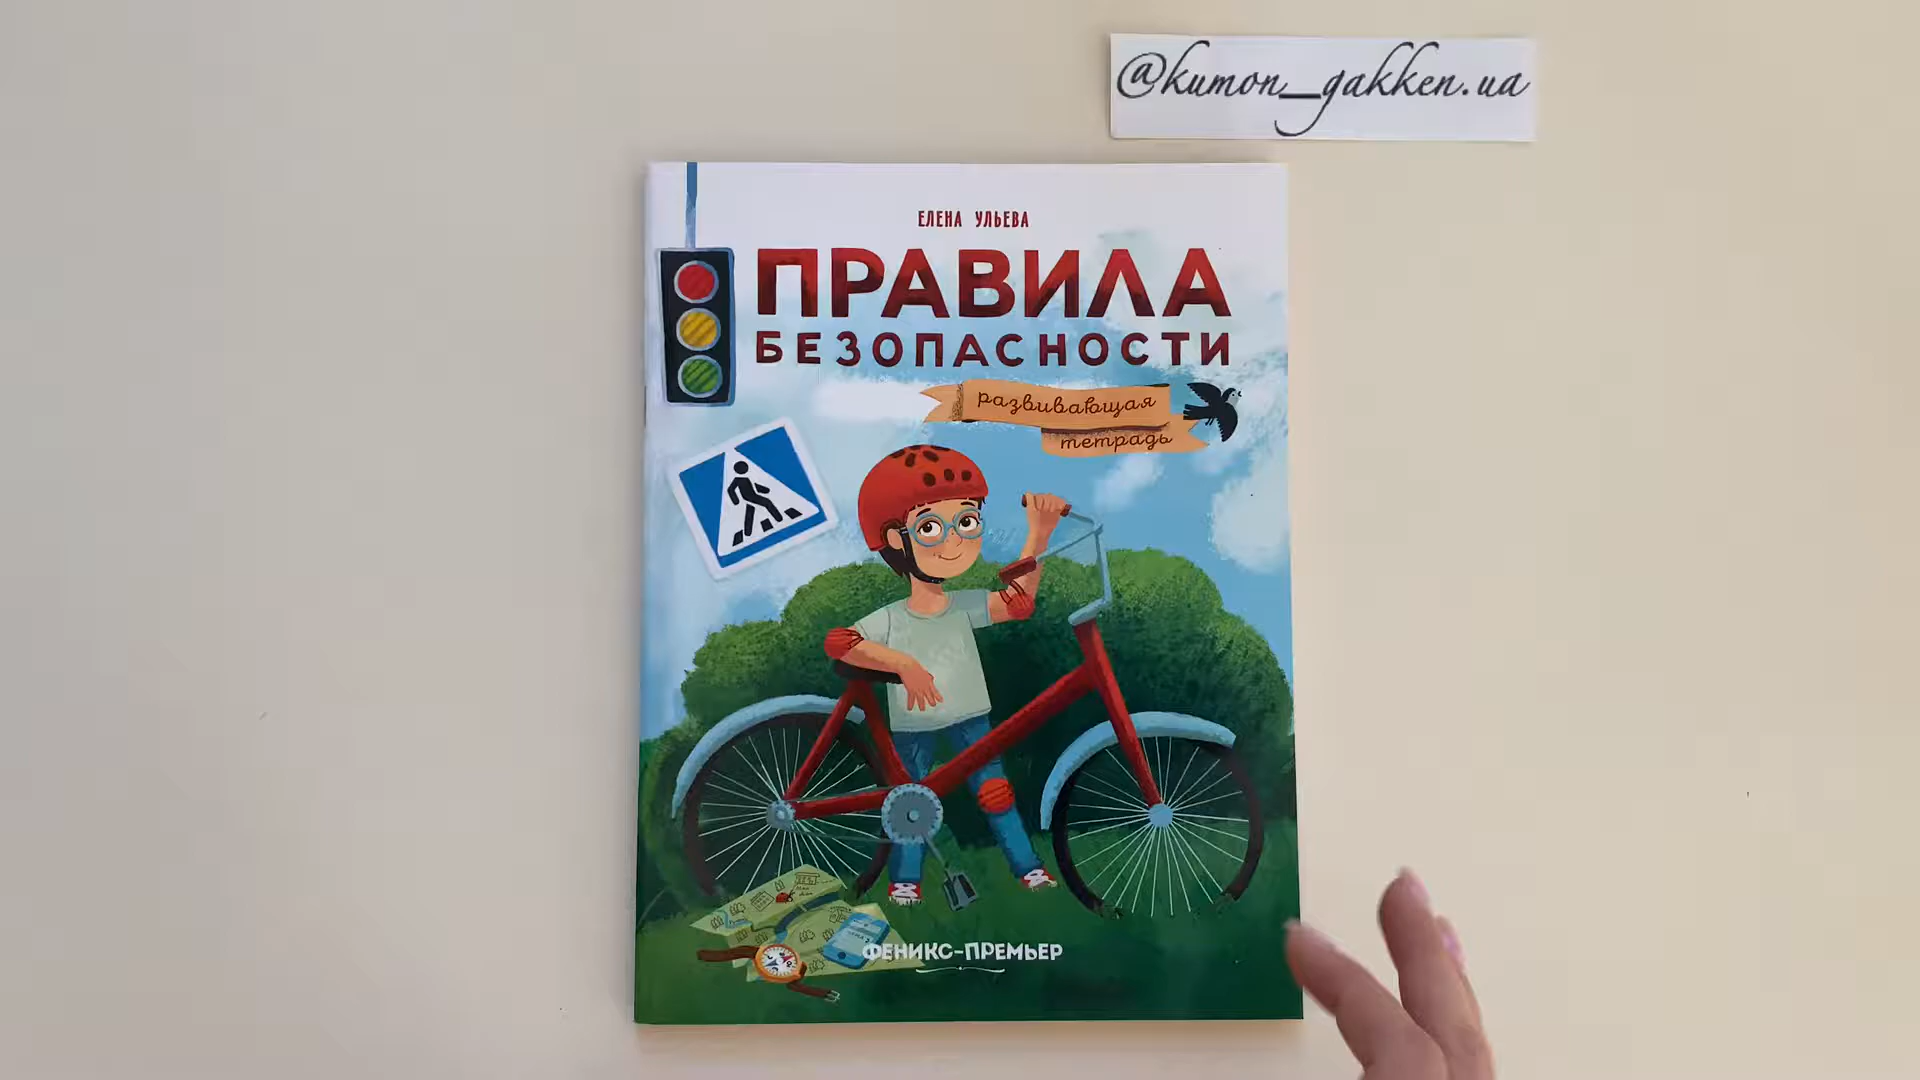 @kumon_gakken.ua
ЕЛЕНА УЛЬЕВА
ПРАВИЛА
БЕЗОПАСНОСТИ
развивающая
тетрадь
ФЕНИКС-ПРЕМЬЕР